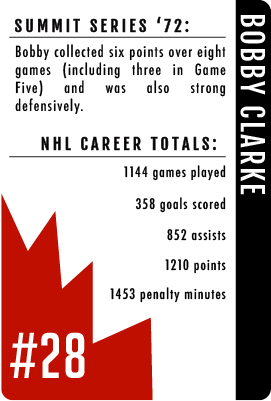 SUMMIT SERIES ‘72:
Bobby collected six points over eight
games (including three in Game
Five) and was also strong
defensively.
NHL CAREER TOTALS:
1144 games played
358 goals scored
852 assists
1210 points
1453 penalty minutes
#28
BOBBY CLARKE